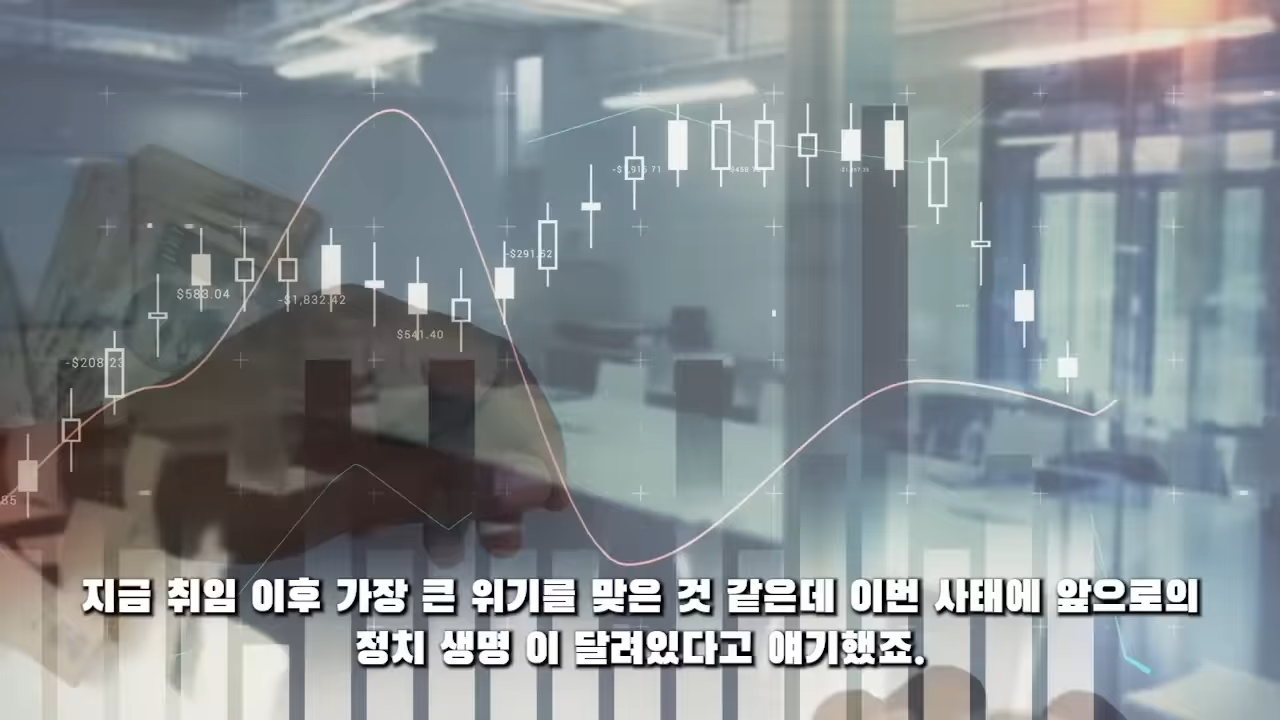 -$291.52
$583.04
-$1,832.42
$541.40
-$208.23
지금 취임 이후 가장 큰 위기를 맞은 것 같은데 이번 사태에 앞으로의
정치 생명 이 달려있다고 얘기했죠.